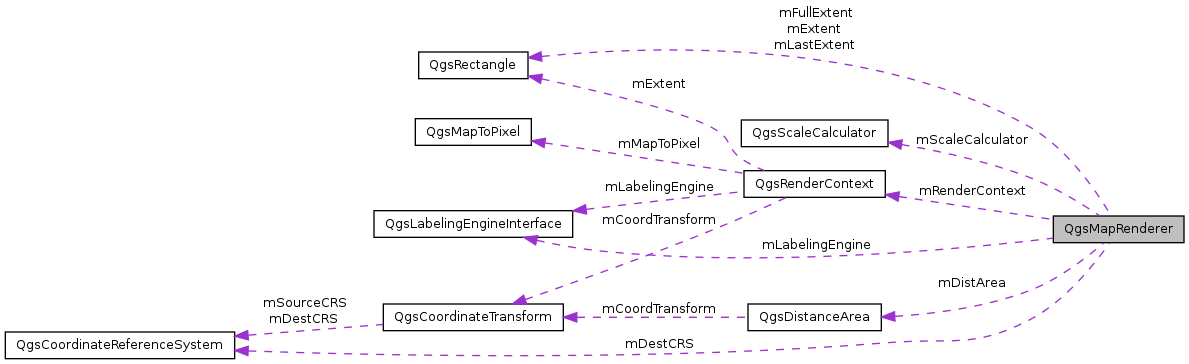 mFullExtent
mExtent
mLastExtent
QgsRectangle
mExtent
QgsMapToPixel
QgsScaleCalculator
mScaleCalculator
mMapToPixel
QgsRenderContext
mLabelingEngine
mRenderContext
QgsLabelingEngineInterface
mCoordTransform
QgsMapRenderer
mLabelingEngine
mDistArea
mSourceCRS
mDestCRS
QgsCoordinateTransform
mCoordTransform
QgsDistanceArea
QgsCoordinateReferenceSystem
mDestCRS